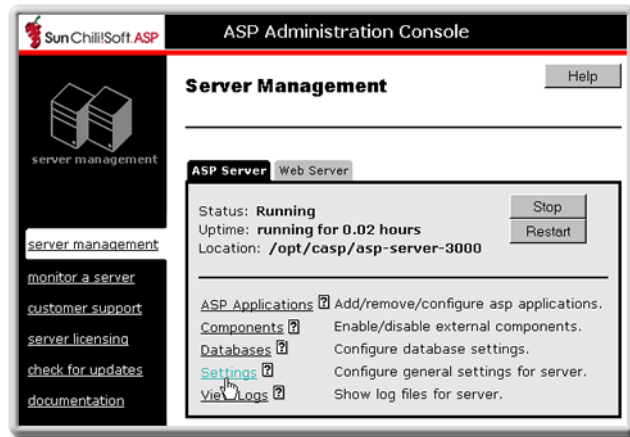 Sun Chili!Soft. ASP
ASP Administration Console
Server Management
Help
server management
ASP Server Web Server
Status: Running
Uptime: running for 0.02 hours
Location: /opt/casp/asp-server-3000
Stop
Restart
server management
monitor a server
customer support
server licensing
check for updates
documentation
ASP Applications ? Add/remove/configure asp applications.
Components ? Enable/disable external components.
Databases ? Configure database settings.
Settings ? Configure general settings for server.
View Logs ? Show log files for server.